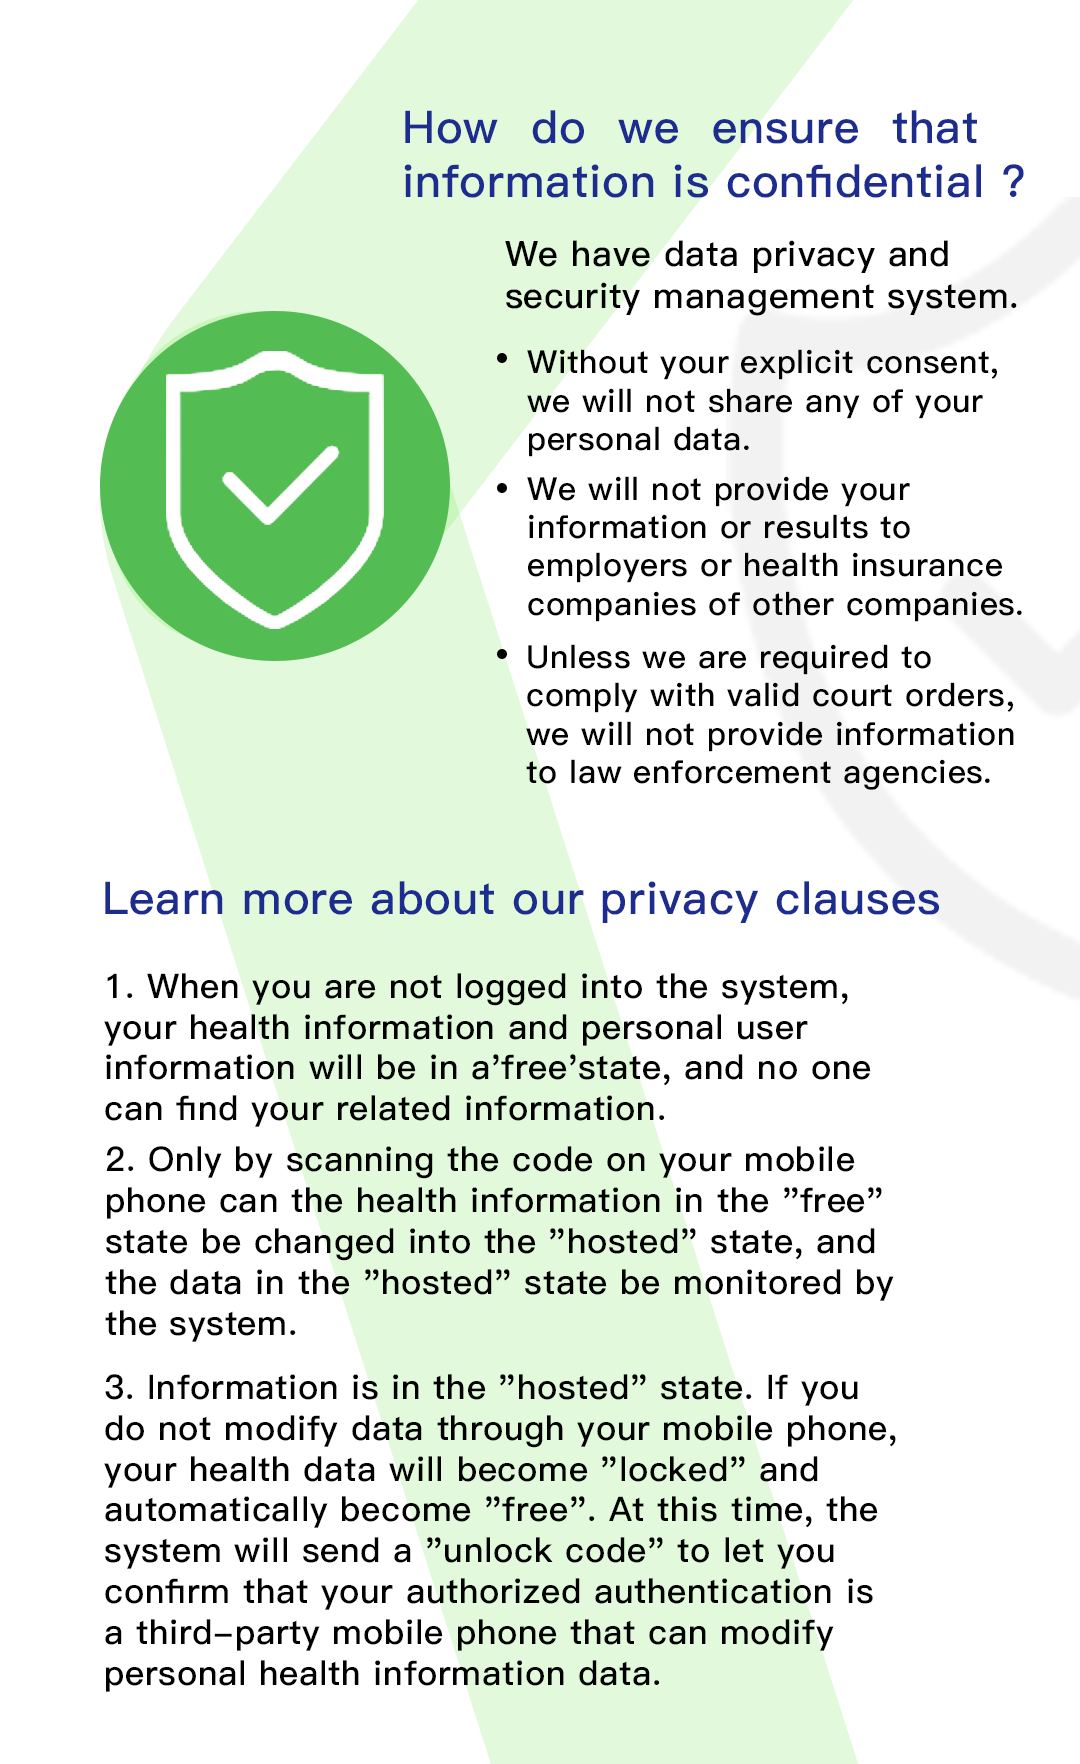 How do we ensure that
information is confidential ?
We have data privacy and
security management system.
• Without your explicit consent,
we will not share any of your
personal data.
• We will not provide your
information or results to
employers or health insurance
companies of other companies.
• Unless we are required to
comply with valid court orders,
we will not provide information
to law enforcement agencies.
Learn more about our privacy clauses
1. When you are not logged into the system,
your health information and personal user
information will be in a’free’state, and no one
can find your related information.
2. Only by scanning the code on your mobile
phone can the health information in the ”free”
state be changed into the ”hosted” state, and
the data in the ”hosted” state be monitored by
the system.
3. Information is in the ”hosted” state. If you
do not modify data through your mobile phone,
your health data will become ”locked” and
automatically become ”free”. At this time, the
system will send a ”unlock code” to let you
confirm that your authorized authentication is
a third–party mobile phone that can modify
personal health information data.